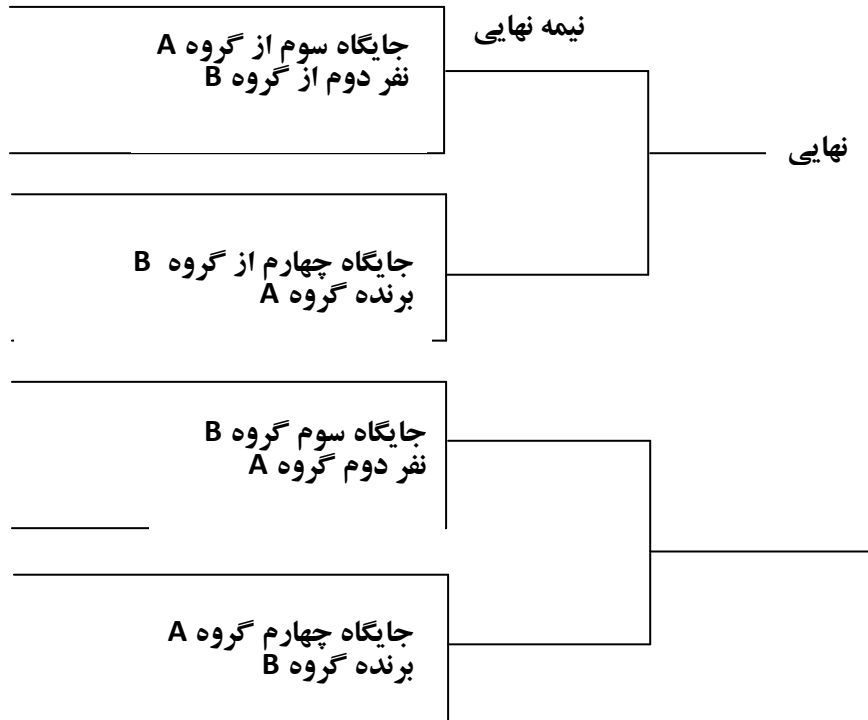 نیمه نهایی
جایگاه سوم از گروه A
نفر دوم از گروه B
نهایی
جایگاه چهارم از گروه B
برنده گروه A
جایگاه سوم گروه B
نفر دوم گروه A
جایگاه چهارم گروه A
برنده گروه B